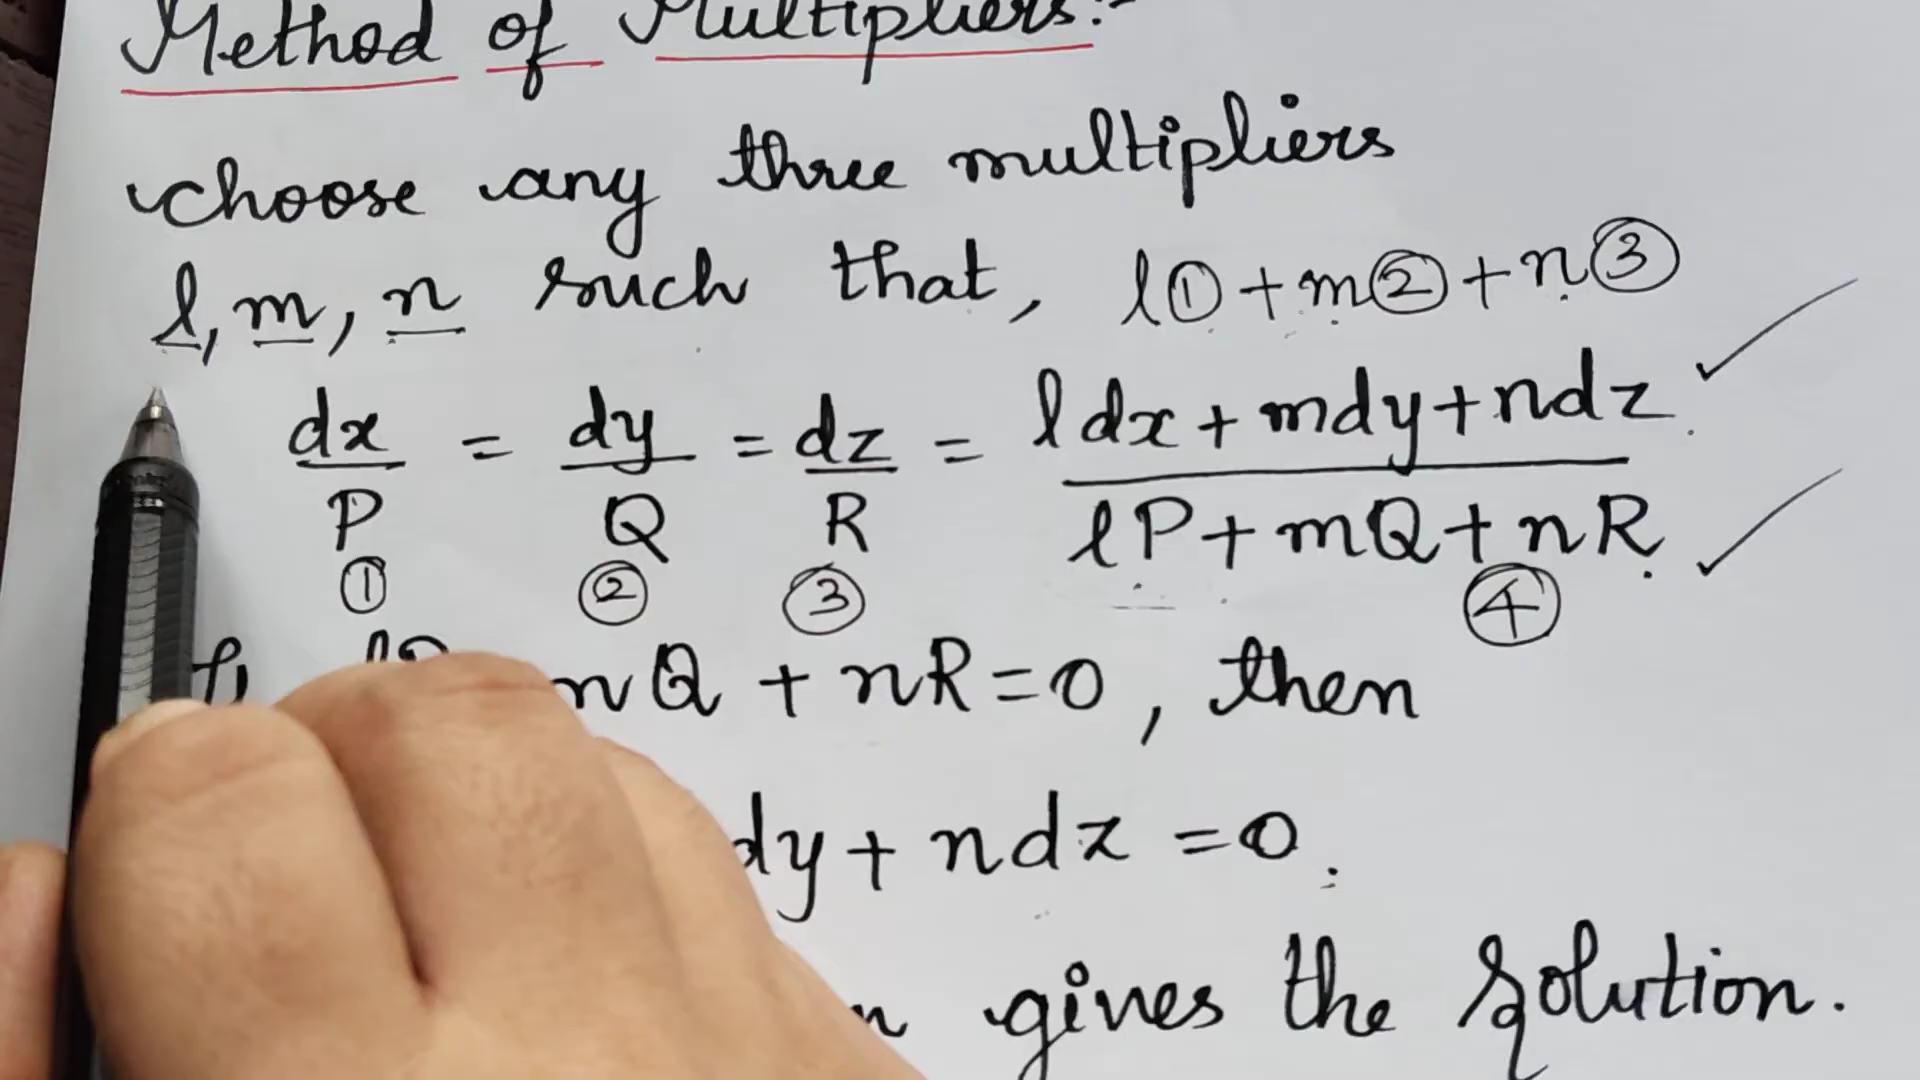 Method of Multipliers:-
choose any three multipliers
l, m, n such that, l①+m②+n③
dx/P = dy/Q = dz/R = ldx+mdy+ndz/lP+mQ+nR
① ② ③ ④
Q + nR=0, then
dy+ ndz =0.
gives the solution.